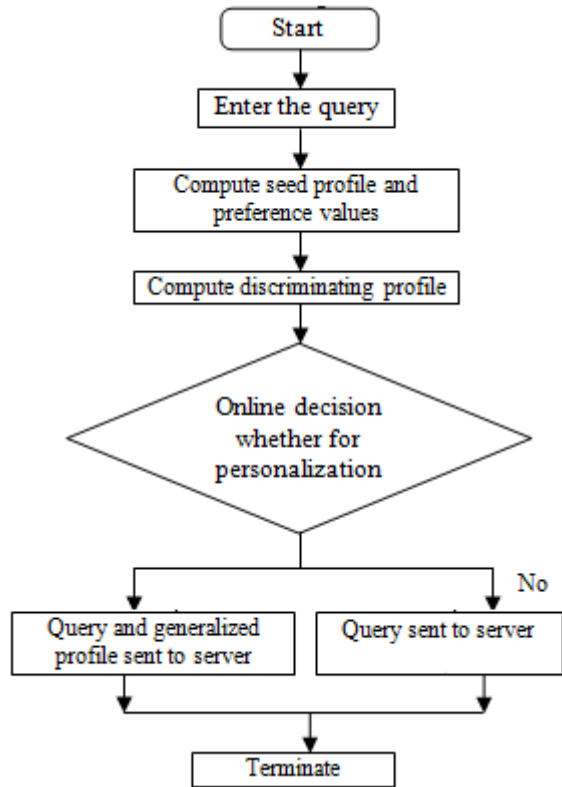 Start
Enter the query
Compute seed profile and
preference values
Compute discriminating profile
Online decision
whether for
personalization
No
Query and generalized
profile sent to server
Query sent to server
Terminate